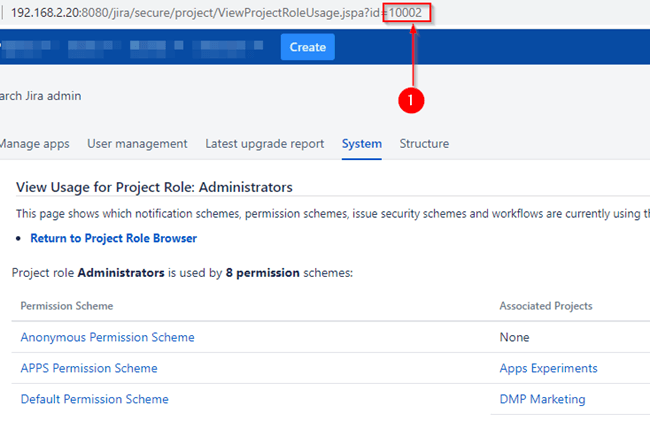 192.168.2.20:8080/jira/secure/project/ViewProjectRoleUsage.jspa?id=10002
Create
1
arch Jira admin
Manage apps User management Latest upgrade report System Structure
View Usage for Project Role: Administrators
This page shows which notification schemes, permission schemes, issue security schemes and workflows are currently using th
• Return to Project Role Browser
Project role Administrators is used by 8 permission schemes:
Permission Scheme Associated Projects
Anonymous Permission Scheme None
APPS Permission Scheme Apps Experiments
Default Permission Scheme DMP Marketing